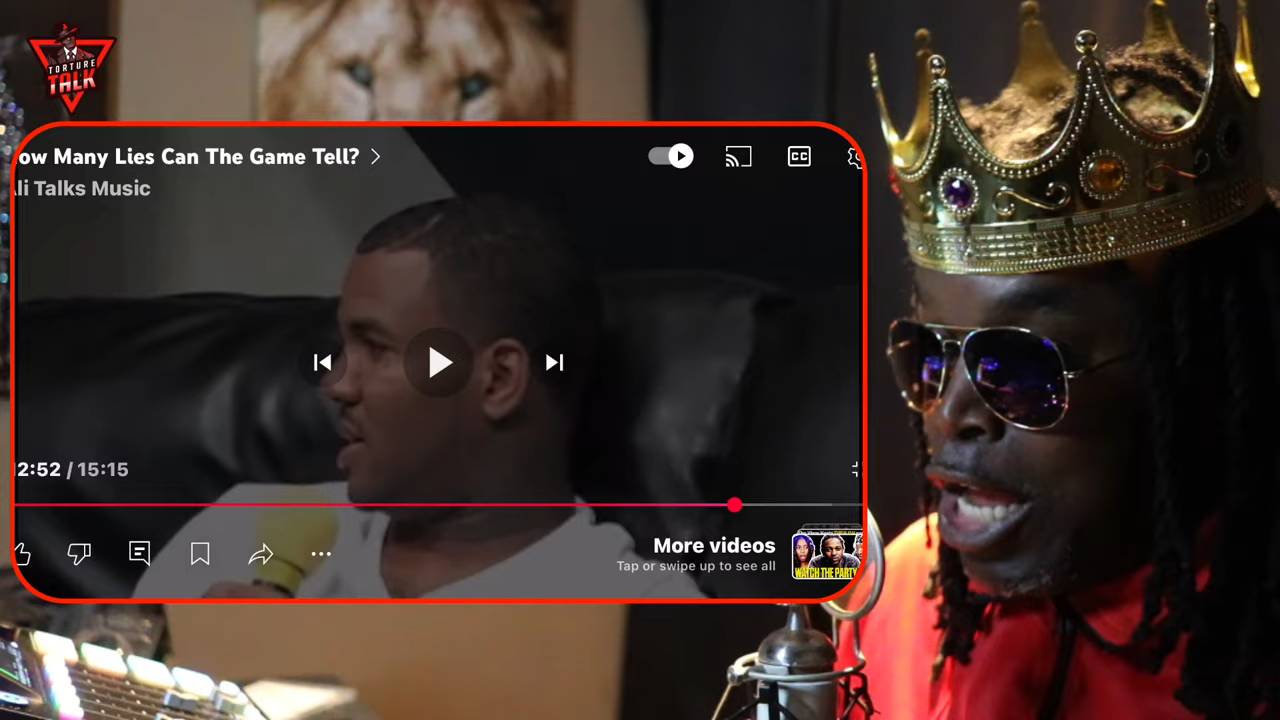 TORTURE
TALK
ow Many Lies Can The Game Tell?
li Talks Music
CC
2:52 / 15:15
More videos
Tap or swipe up to see all
WATCH THE PARTY